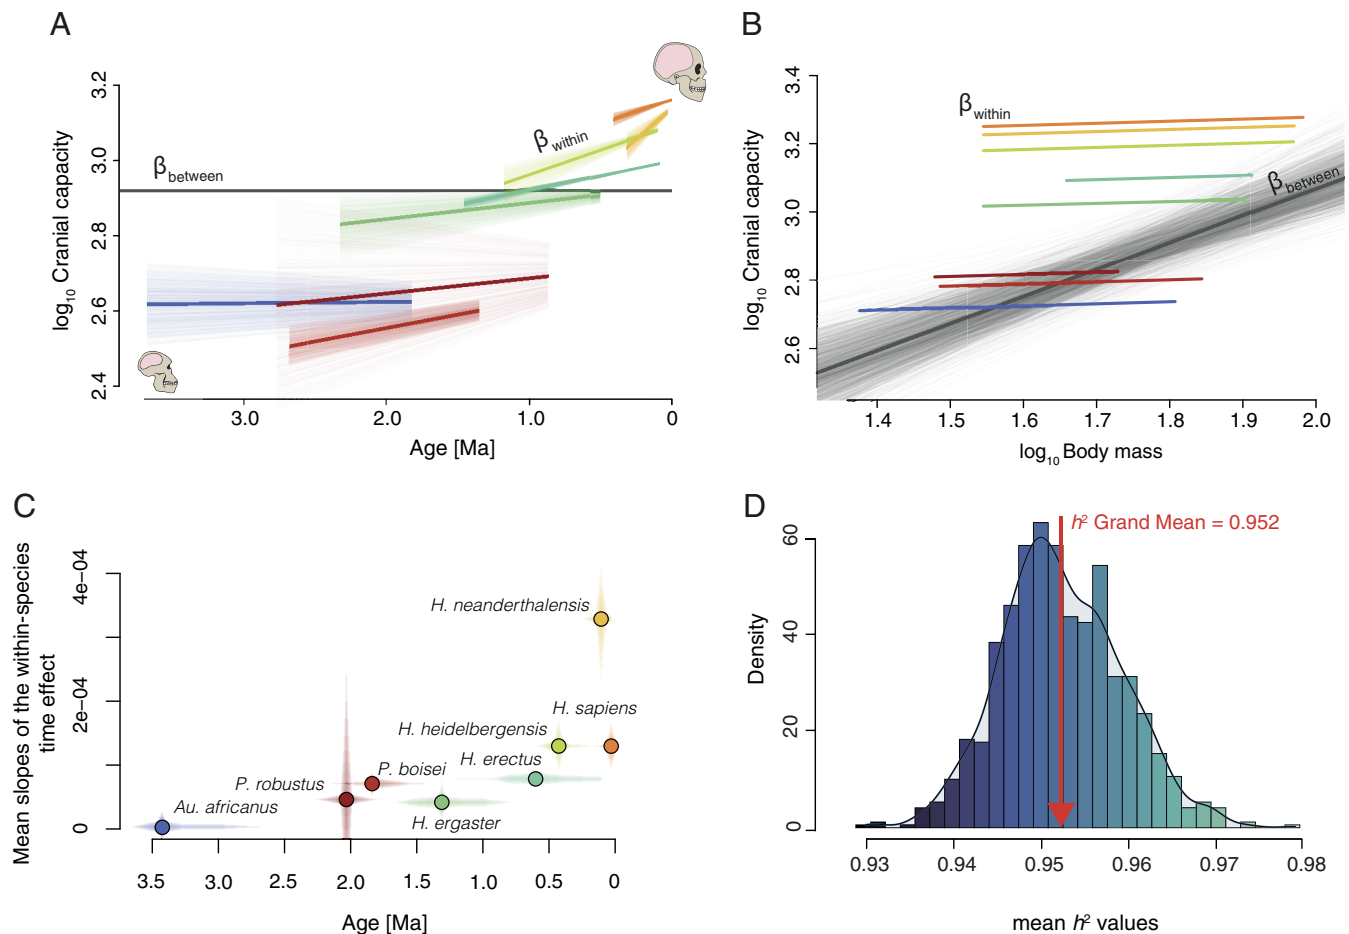 A
log10 Cranial capacity
3.2
3.0
2.8
2.6
2.4
βbetween
βwithin
3.0
2.0
1.0
0
Age [Ma]
B
log10 Cranial capacity
3.4
3.2
3.0
2.8
2.6
βwithin
βbetween
1.4
1.5
1.6
1.7
1.8
1.9
2.0
log10 Body mass
C
Mean slopes of the within-species
time effect
4e−04
2e−04
0
H. neanderthalensis
H. sapiens
H. heidelbergensis
H. erectus
P. boisei
P. robustus
Au. africanus
H. ergaster
3.5
3.0
2.5
2.0
1.5
1.0
0.5
0
Age [Ma]
D
h² Grand Mean = 0.952
Density
60
40
20
0
0.93
0.94
0.95
0.96
0.97
0.98
mean h² values